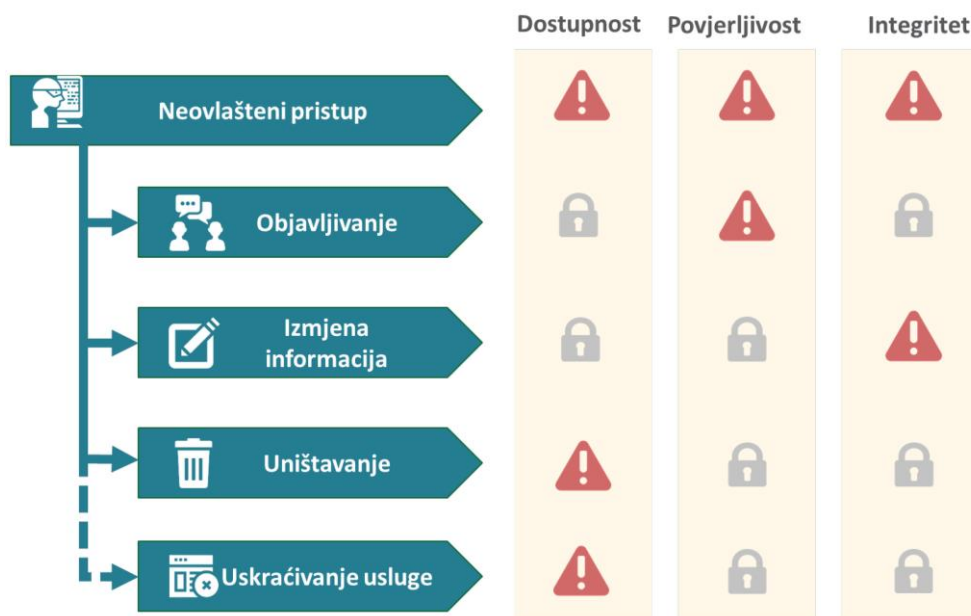 Dostupnost Povjerljivost Integritet
Neovlašteni pristup
Objavljivanje
Izmjena
informacija
Uništavanje
Uskraćivanje usluge